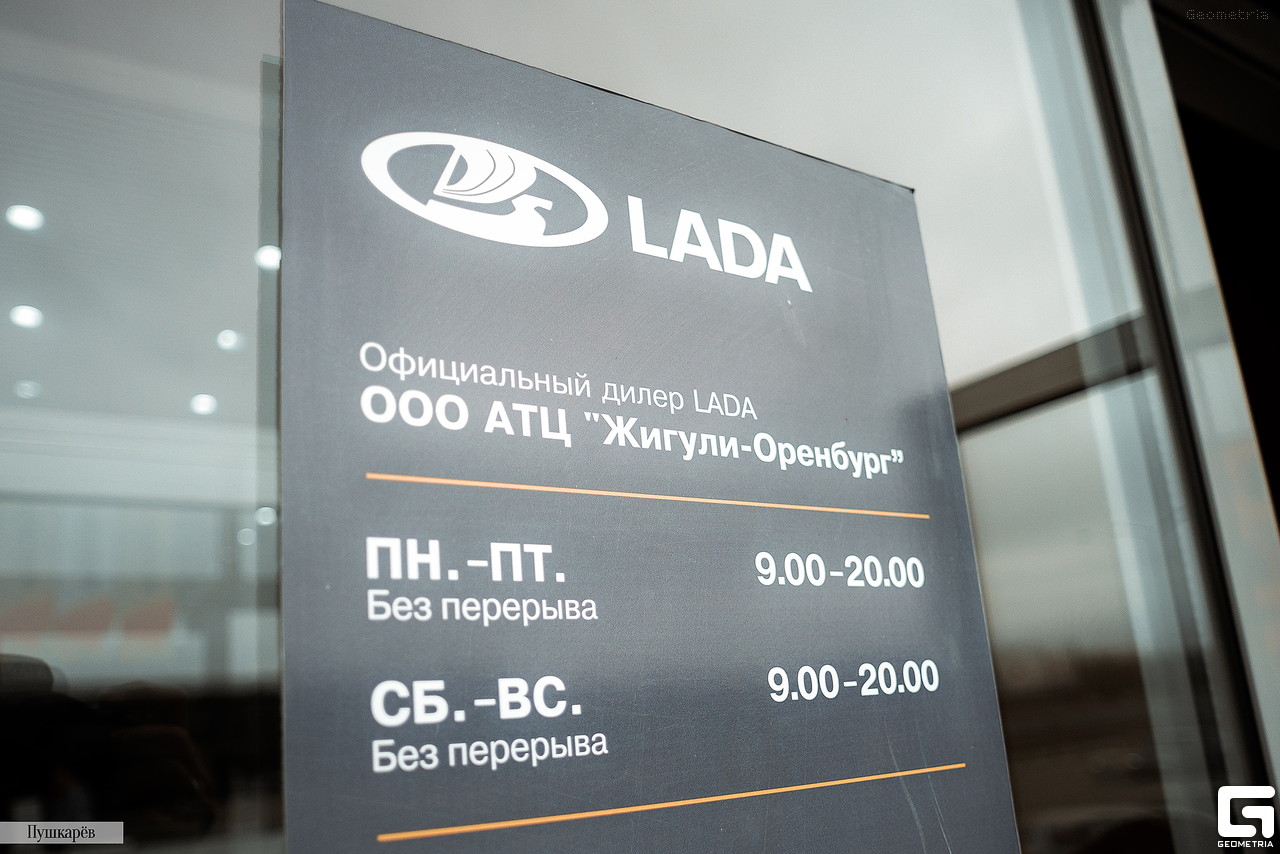 Geometria
LADA
Официальный дилер LADA
ООО АТЦ "Жигули-Оренбург”
ПН.-ПТ. 9.00-20.00
Без перерыва
СБ.-ВС. 9.00-20.00
Без перерыва
Пушкарёв
GEOMETRIA